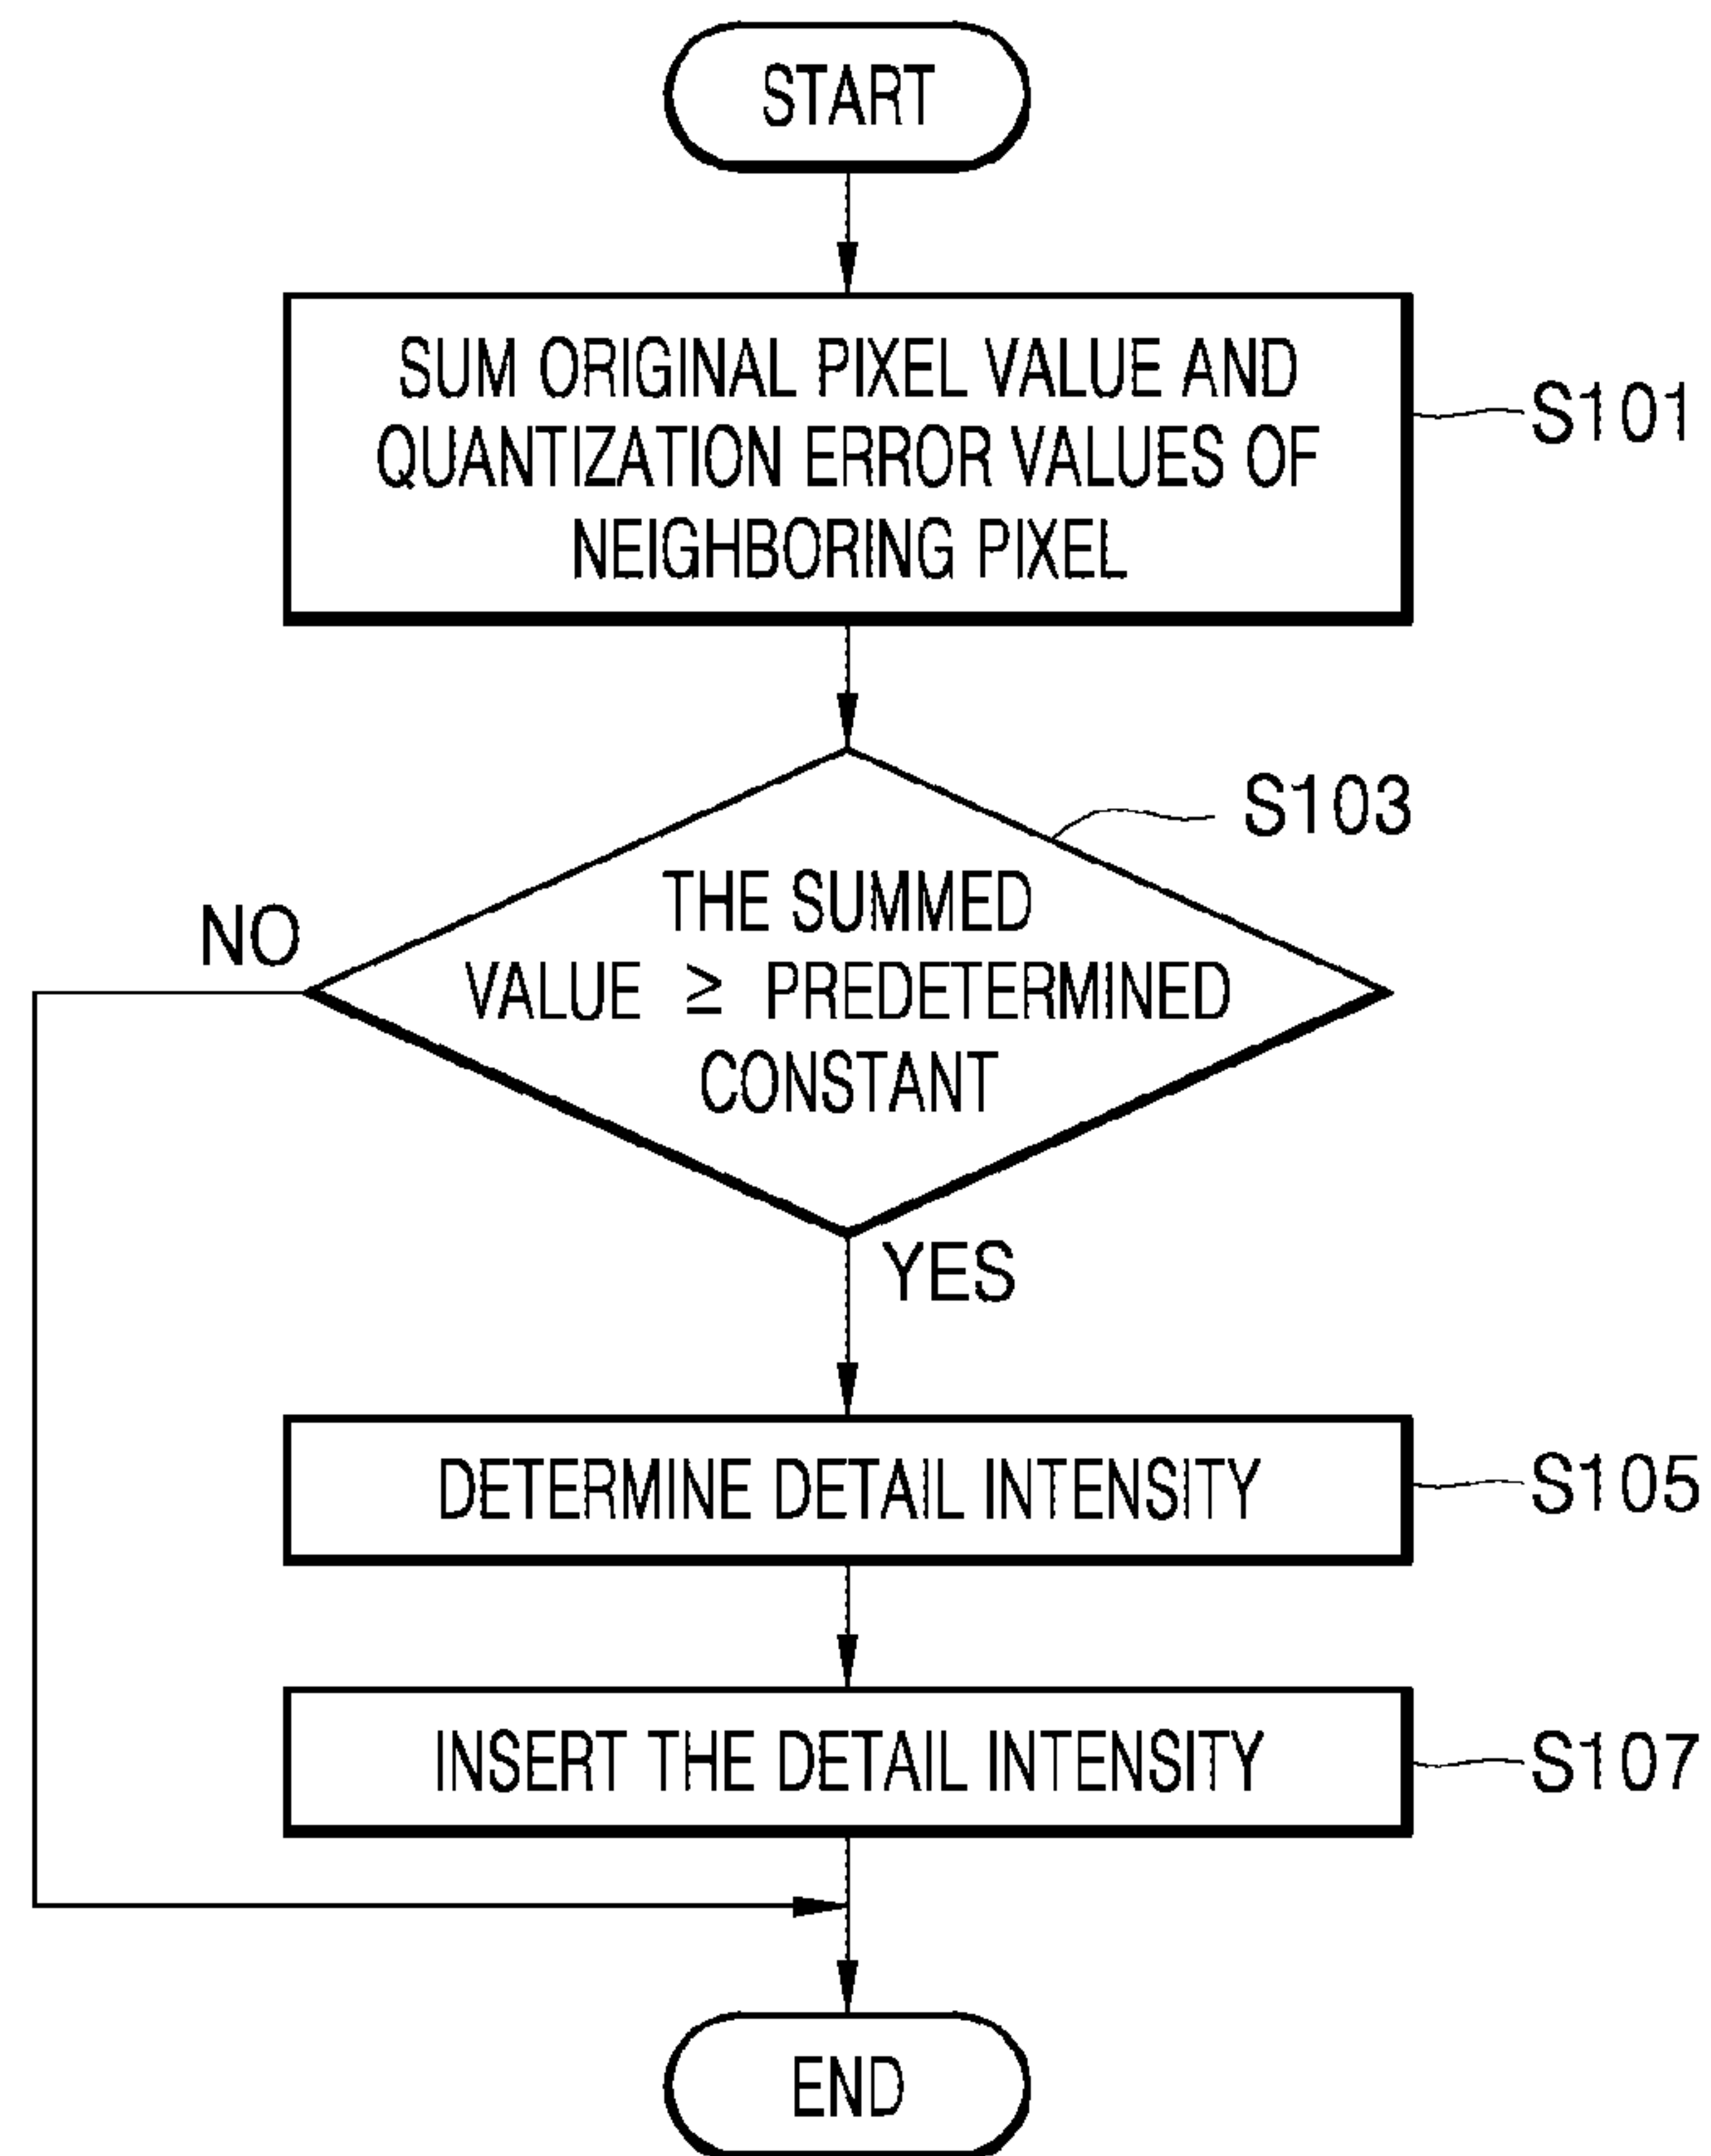 START
SUM ORIGINAL PIXEL VALUE AND
QUANTIZATION ERROR VALUES OF
NEIGHBORING PIXEL
S101
S103
THE SUMMED
VALUE ≥ PREDETERMINED
CONSTANT
NO
YES
DETERMINE DETAIL INTENSITY
S105
INSERT THE DETAIL INTENSITY
S107
END